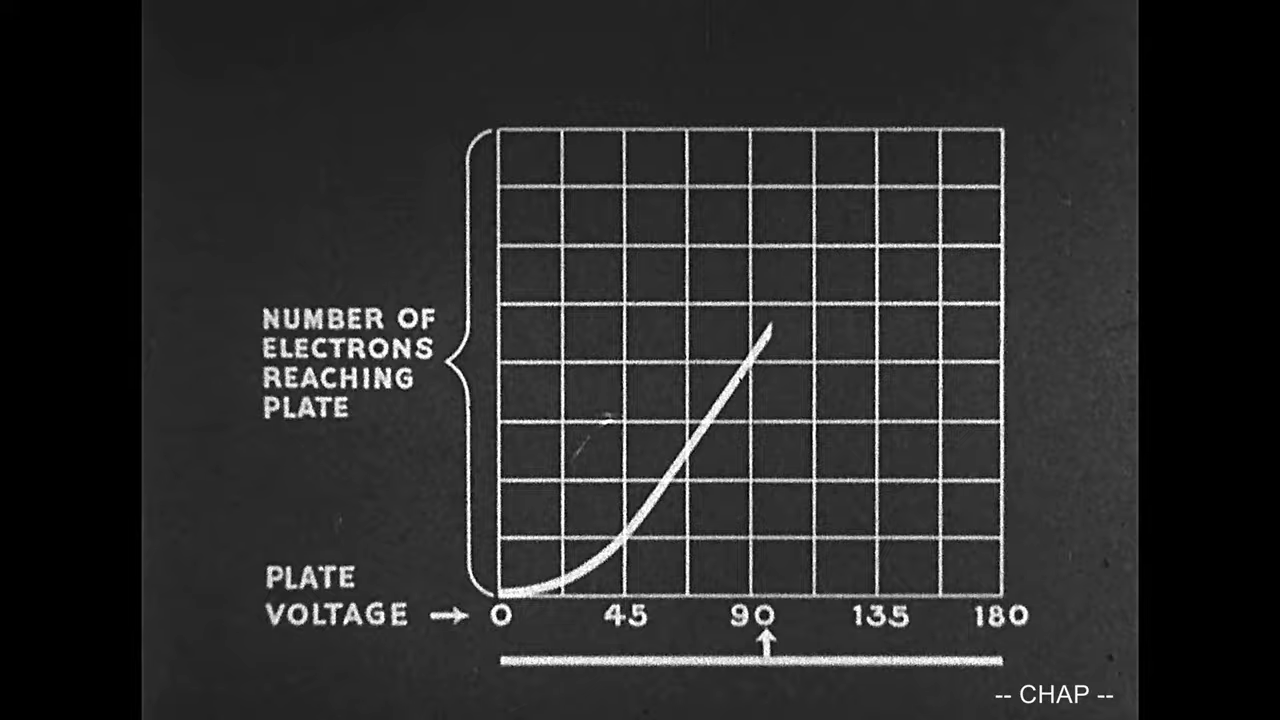 NUMBER OF
ELECTRONS
REACHING
PLATE
PLATE
VOLTAGE → 0 45 90 135 180
-- CHAP --